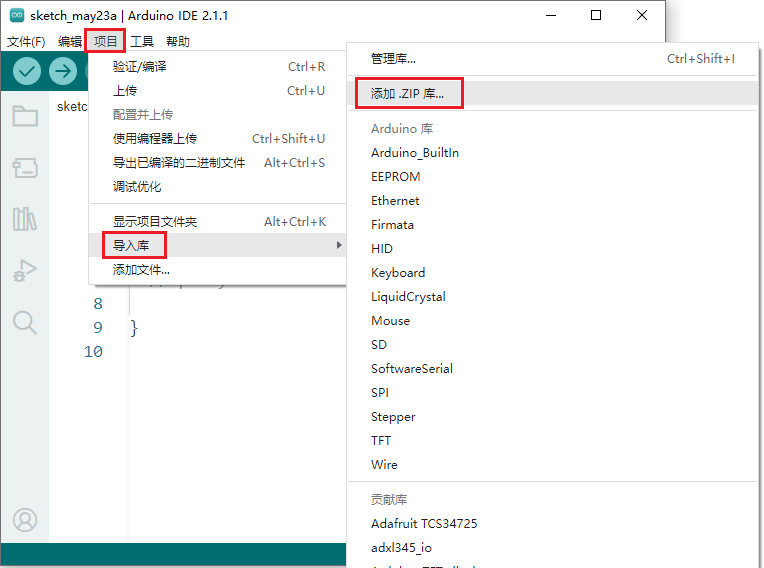 sketch_may23a | Arduino IDE 2.1.1
文件(F) 编辑 项目 工具 帮助
验证/编译 Ctrl+R
上传 Ctrl+U
配置并上传
使用编程器上传 Ctrl+Shift+U
导出已编译的二进制文件 Alt+Ctrl+S
调试优化
显示项目文件夹 Alt+Ctrl+K
导入库
添加文件...
管理库... Ctrl+Shift+I
添加 .ZIP 库...
Arduino 库
Arduino_BuiltIn
EEPROM
Ethernet
Firmata
HID
Keyboard
LiquidCrystal
Mouse
SD
SoftwareSerial
SPI
Stepper
TFT
Wire
贡献库
Adafruit TCS34725
adxl345_io
sketc
8
9 }
10